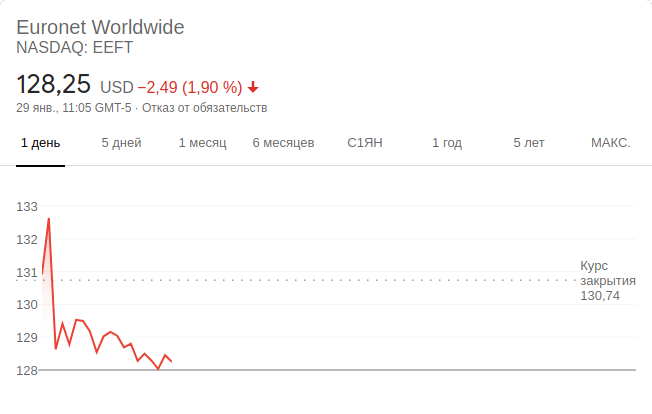 Euronet Worldwide
NASDAQ: EEFT
128,25 USD −2,49 (1,90 %)
29 янв., 11:05 GMT-5 · Отказ от обязательств
1 день 5 дней 1 месяц 6 месяцев С1ЯН 1 год 5 лет МАКС.
133
132
131
130
129
128
Курс
закрытия
130,74